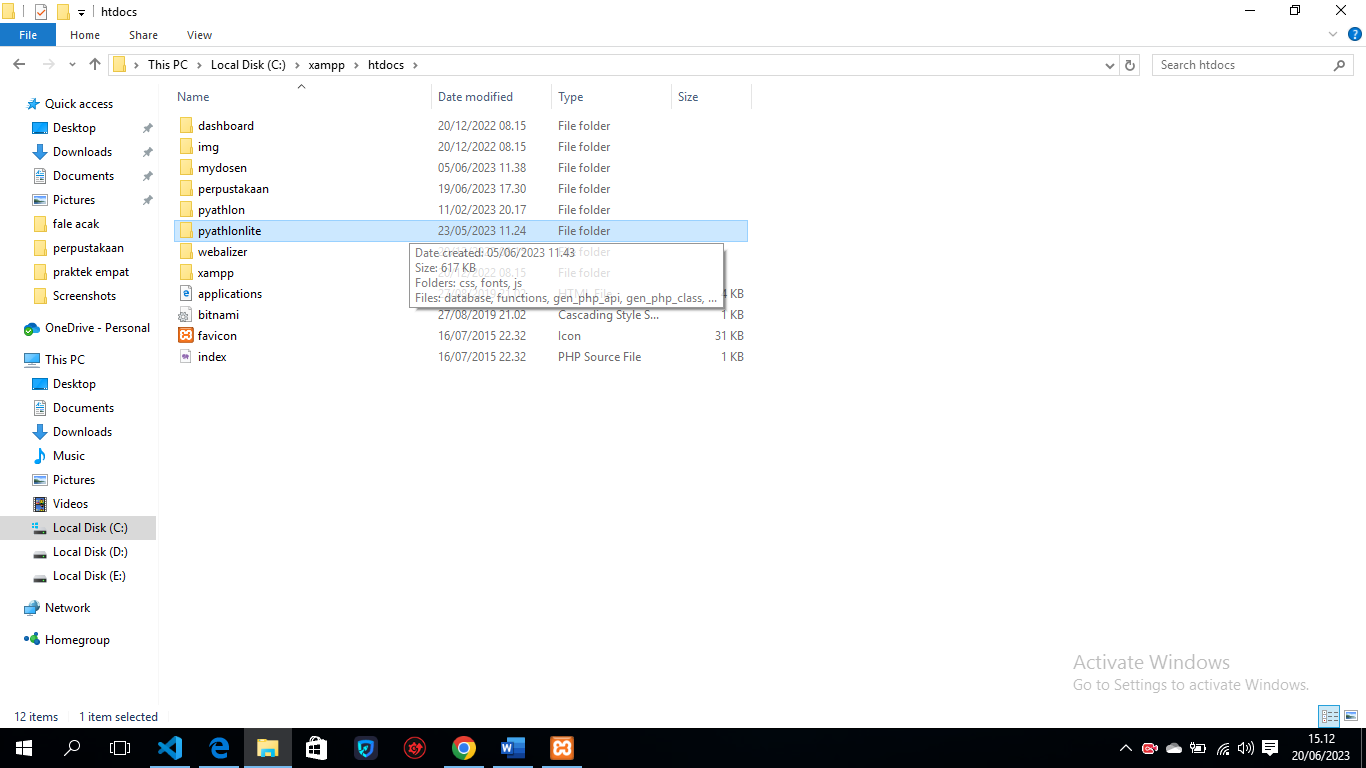 htdocs
File Home Share View
This PC Local Disk (C:) xampp htdocs
Search htdocs
Name Date modified Type Size
Quick access
Desktop
Downloads
Documents
Pictures
fale acak
perpustakaan
praktek empat
Screenshots
OneDrive - Personal
This PC
Desktop
Documents
Downloads
Music
Pictures
Videos
Local Disk (C:)
Local Disk (D:)
Local Disk (E:)
Network
Homegroup
dashboard 20/12/2022 08.15 File folder
img 20/12/2022 08.15 File folder
mydosen 05/06/2023 11.38 File folder
perpustakaan 19/06/2023 17.30 File folder
pyathlon 11/02/2023 20.17 File folder
pyathlonlite 23/05/2023 11.24 File folder
webalizer File folder
xampp 20/12/2022 08.15 File folder
applications 27/08/2019 21.02 HTML File 4 KB
bitnami 27/08/2019 21.02 Cascading Style S... 1 KB
favicon 16/07/2015 22.32 Icon 31 KB
index 16/07/2015 22.32 PHP Source File 1 KB
Date created: 05/06/2023 11.43
Size: 617 KB
Folders: css, fonts, js
Files: database, functions, gen_php_api, gen_php_class, ...
Activate Windows
Go to Settings to activate Windows.
12 items 1 item selected
15.12
20/06/2023